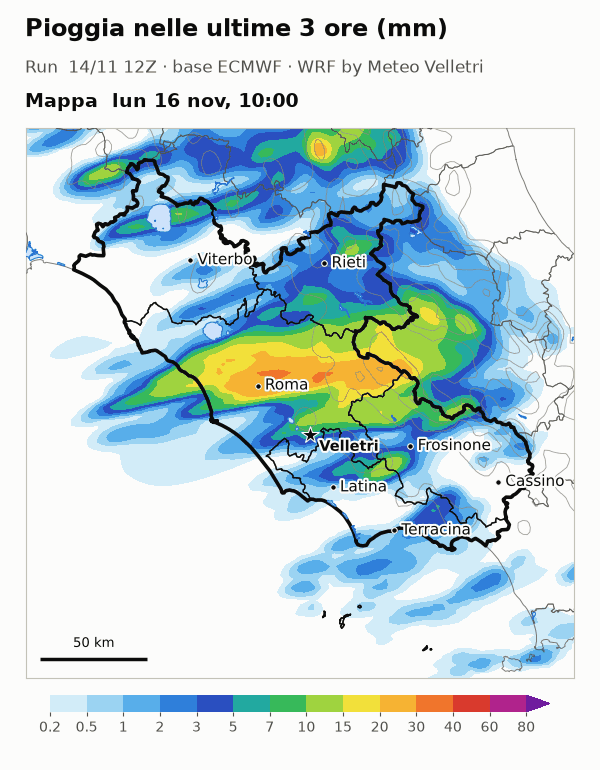 Pioggia nelle ultime 3 ore (mm)
Run 14/11 12Z · base ECMWF · WRF by Meteo Velletri
Mappa lun 16 nov, 10:00
Viterbo
Rieti
Roma
Velletri
Frosinone
Latina
Cassino
Terracina
50 km
0.2 0.5 1 2 3 5 7 10 15 20 30 40 60 80